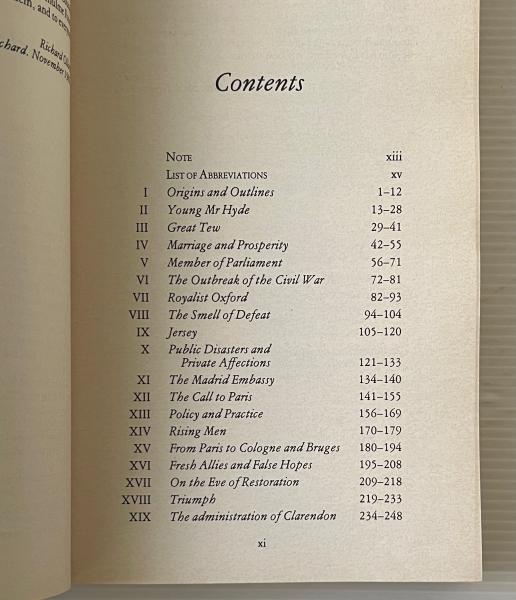 and to
Richard
chard. November
Contents
NOTE xiii
LIST OF ABBREVIATIONS xv
I Origins and Outlines 1–12
II Young Mr Hyde 13–28
III Great Tew 29–41
IV Marriage and Prosperity 42–55
V Member of Parliament 56–71
VI The Outbreak of the Civil War 72–81
VII Royalist Oxford 82–93
VIII The Smell of Defeat 94–104
IX Jersey 105–120
X Public Disasters and
Private Affections 121–133
XI The Madrid Embassy 134–140
XII The Call to Paris 141–155
XIII Policy and Practice 156–169
XIV Rising Men 170–179
XV From Paris to Cologne and Bruges 180–194
XVI Fresh Allies and False Hopes 195–208
XVII On the Eve of Restoration 209–218
XVIII Triumph 219–233
XIX The administration of Clarendon 234–248
xi